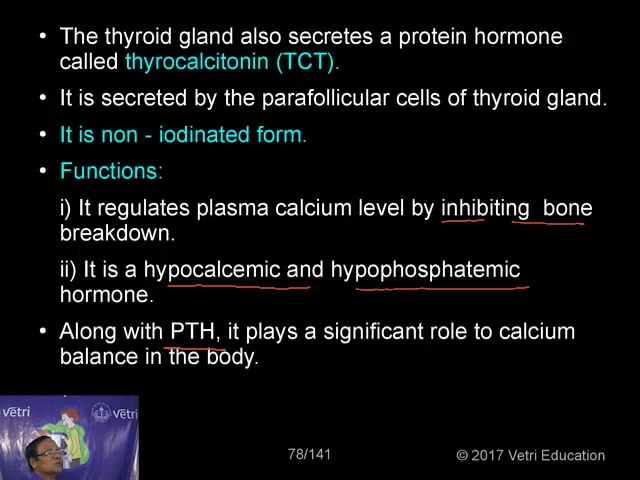 • The thyroid gland also secretes a protein hormone
called thyrocalcitonin (TCT).
• It is secreted by the parafollicular cells of thyroid gland.
• It is non - iodinated form.
• Functions:
i) It regulates plasma calcium level by inhibiting bone
breakdown.
ii) It is a hypocalcemic and hypophosphatemic
hormone.
• Along with PTH, it plays a significant role to calcium
balance in the body.
vetri
vetri
78/141
© 2017 Vetri Education